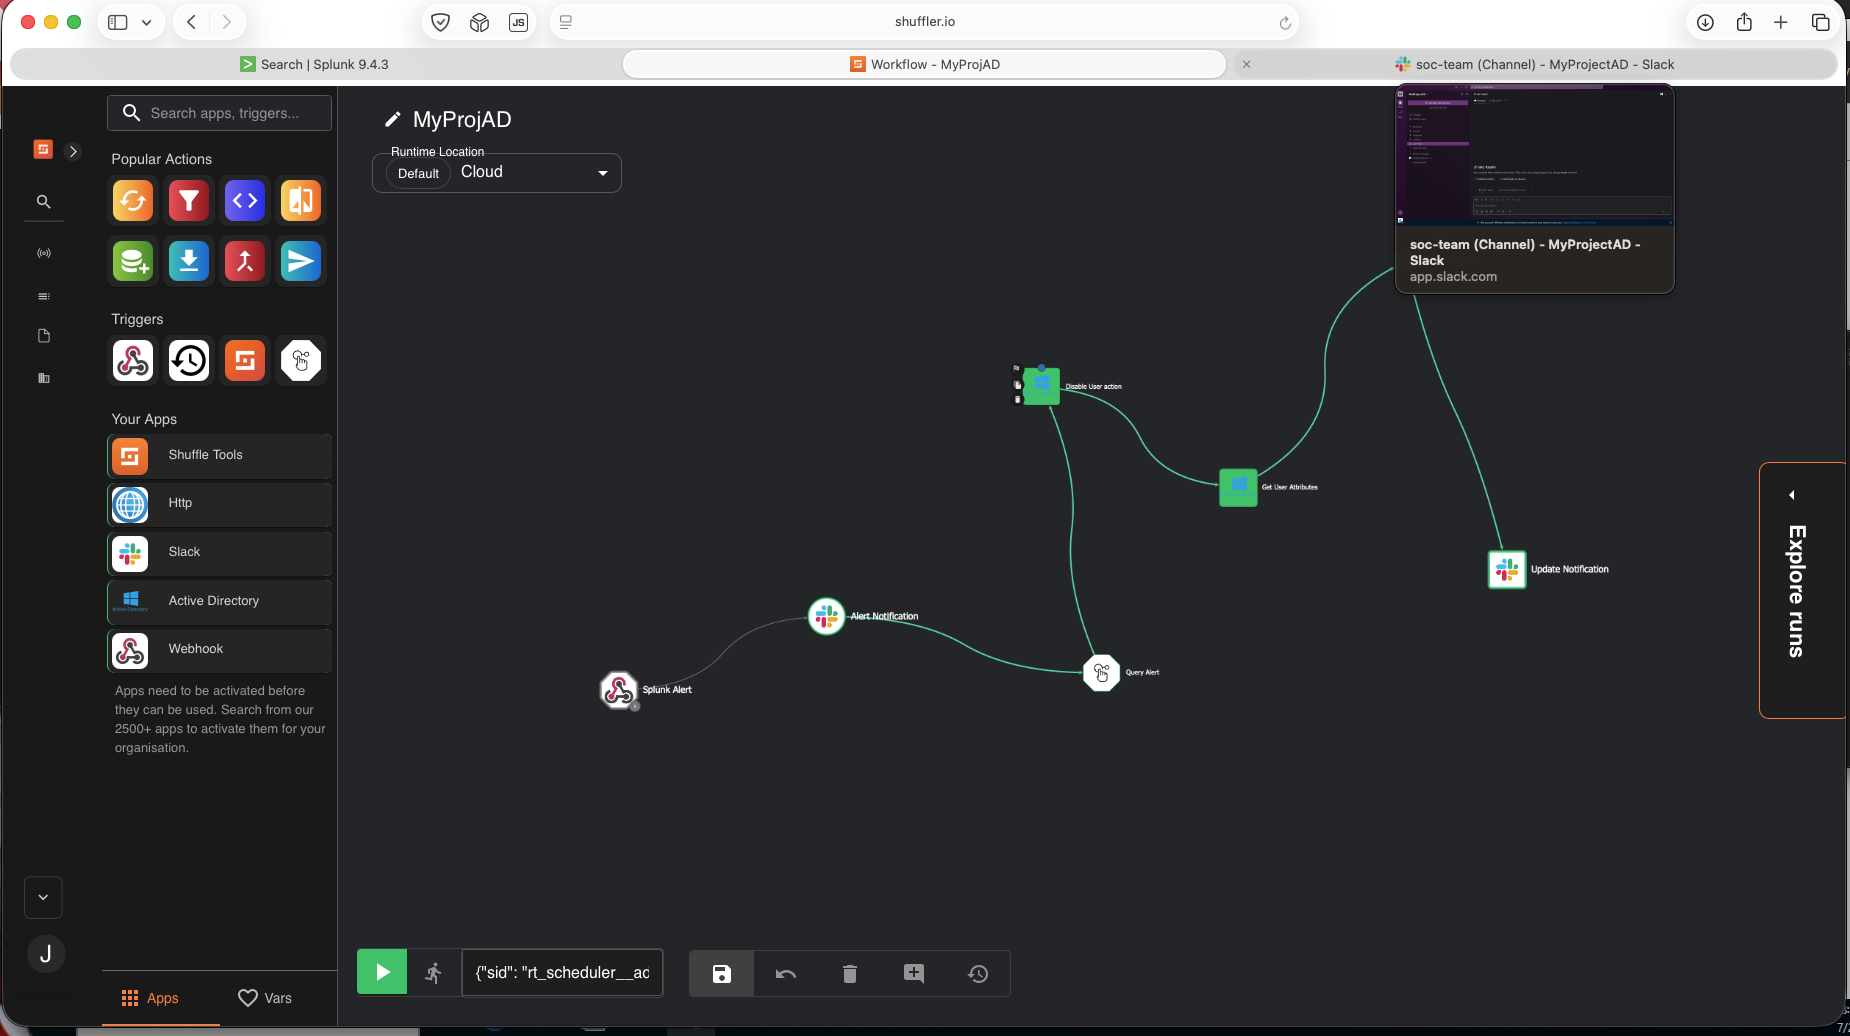 JS
shuffler.io
Search | Splunk 9.4.3
Workflow - MyProjAD
soc-team (Channel) - MyProjectAD - Slack
Search apps, triggers...
MyProjAD
Runtime Location
Default
Cloud
Popular Actions
Triggers
Your Apps
Shuffle Tools
Http
Slack
Active Directory
Active Directory
Webhook
Apps need to be activated before
they can be used. Search from our
2500+ apps to activate them for your
organisation.
soc-team (Channel) - MyProjectAD -
Slack
app.slack.com
Disable User action
Get User Attributes
Update Notification
Alert Notification
Query Alert
Splunk Alert
Explore runs
J
{"sid": "rt_scheduler__ad
Apps
Vars